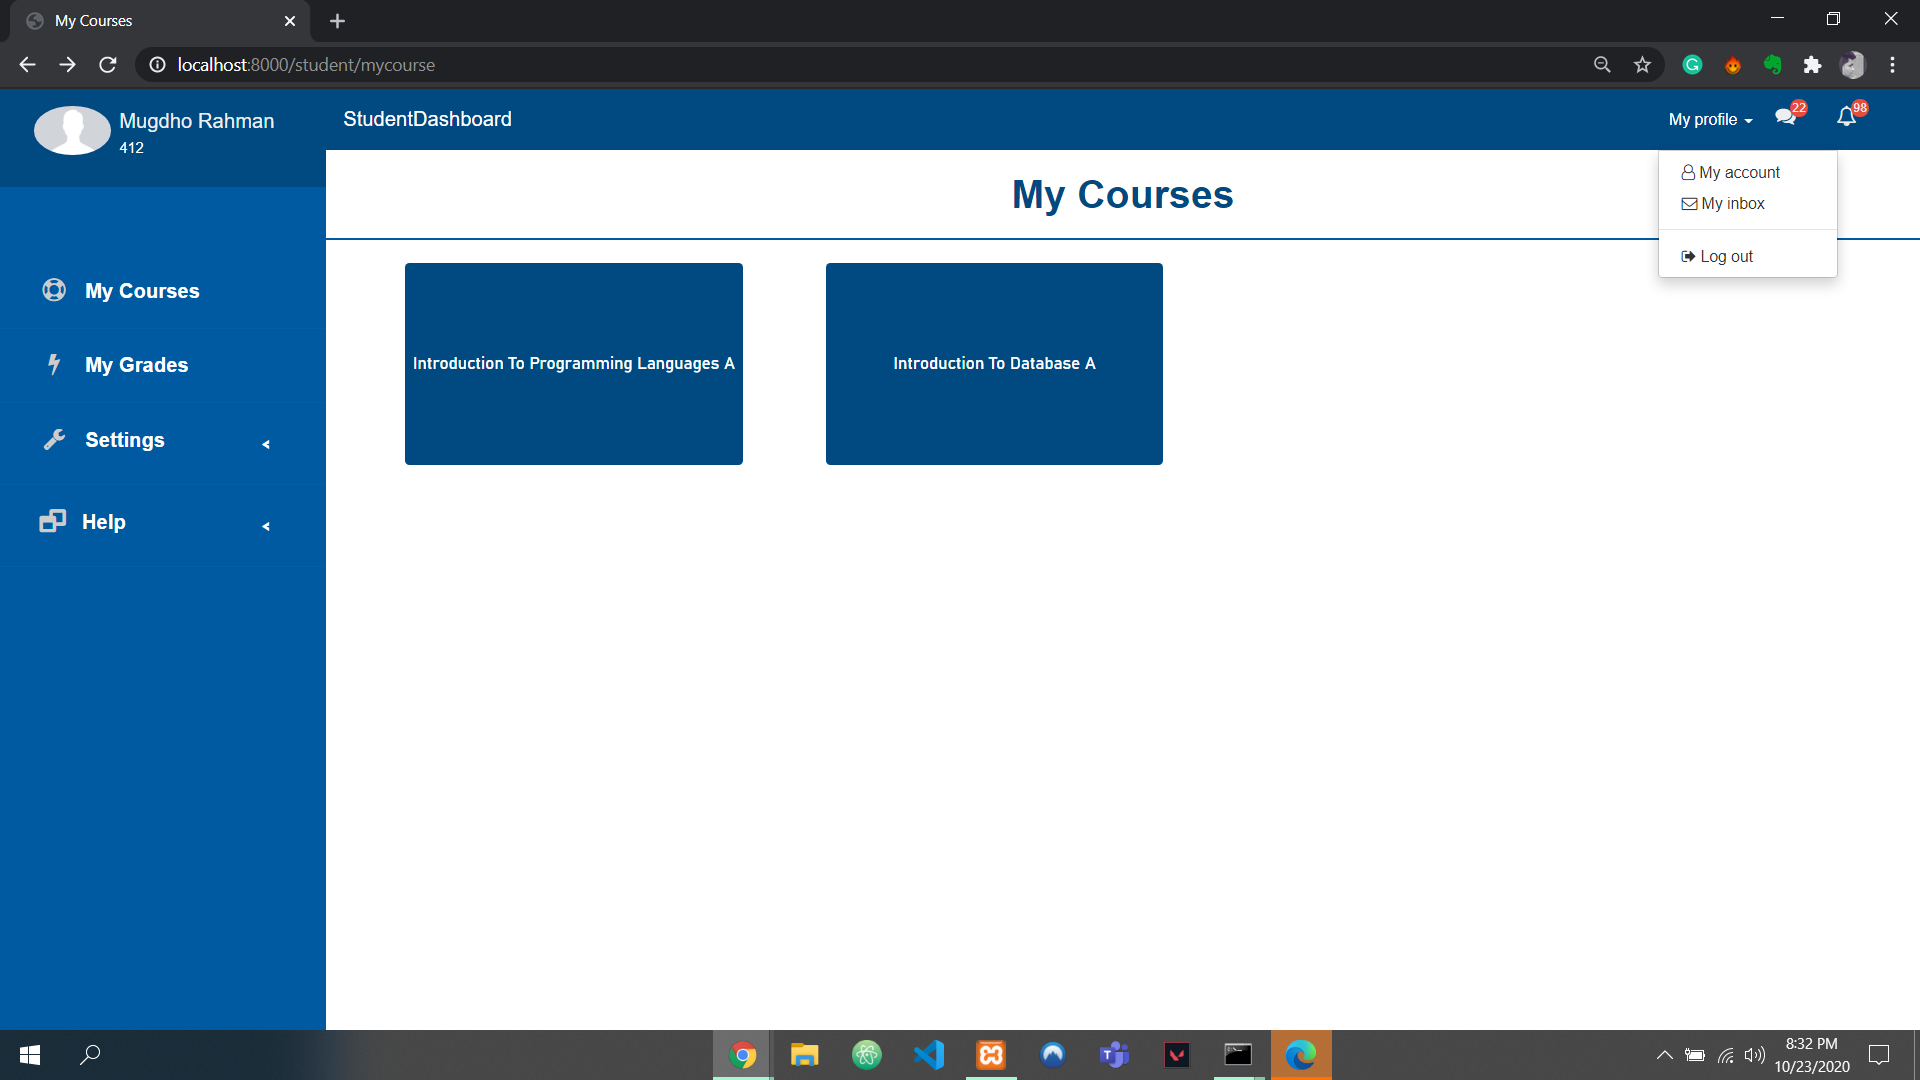 My Courses
localhost:8000/student/mycourse
Mugdho Rahman
412
StudentDashboard
My profile
22
98
My account
My inbox
Log out
My Courses
My Courses
My Grades
Settings
<
Help
<
Introduction To Programming Languages A
Introduction To Database A
8:32 PM
10/23/2020